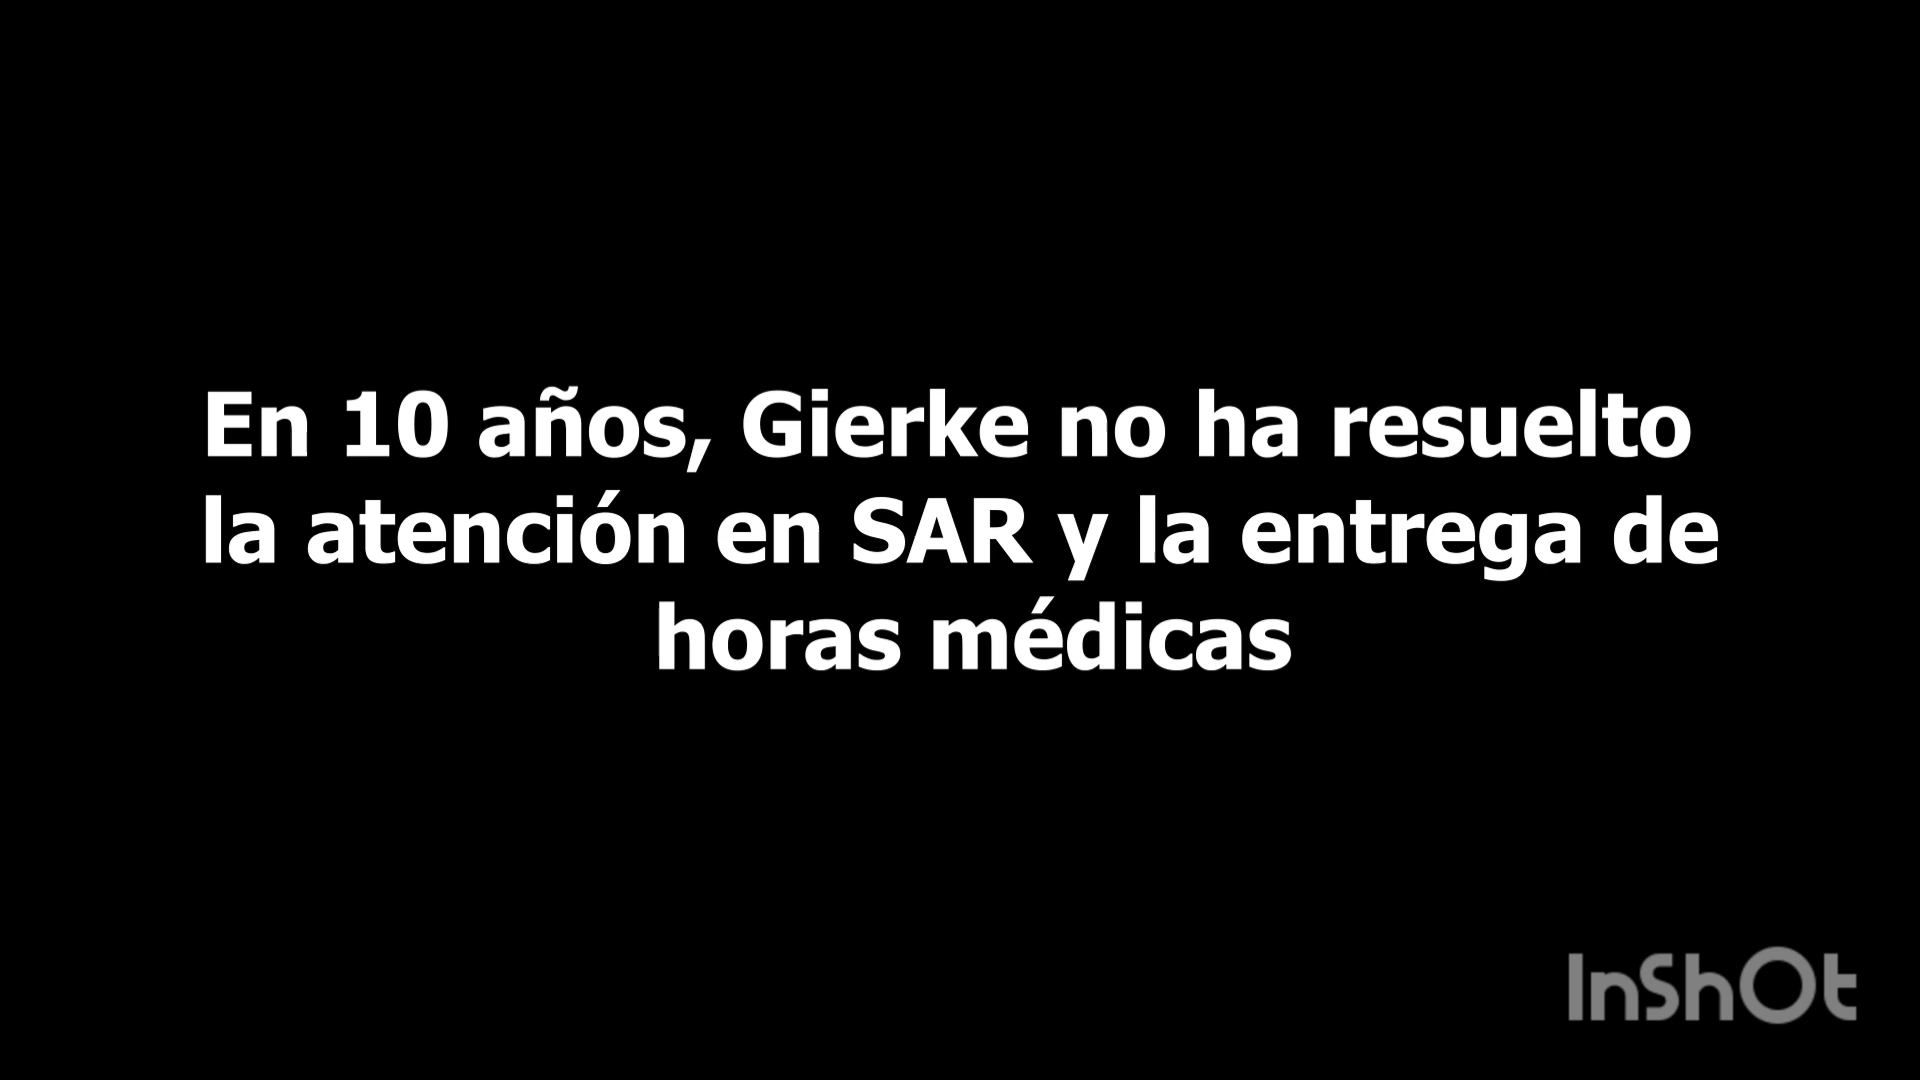 En 10 años, Gierke no ha resuelto
la atención en SAR y la entrega de
horas médicas
InShOt